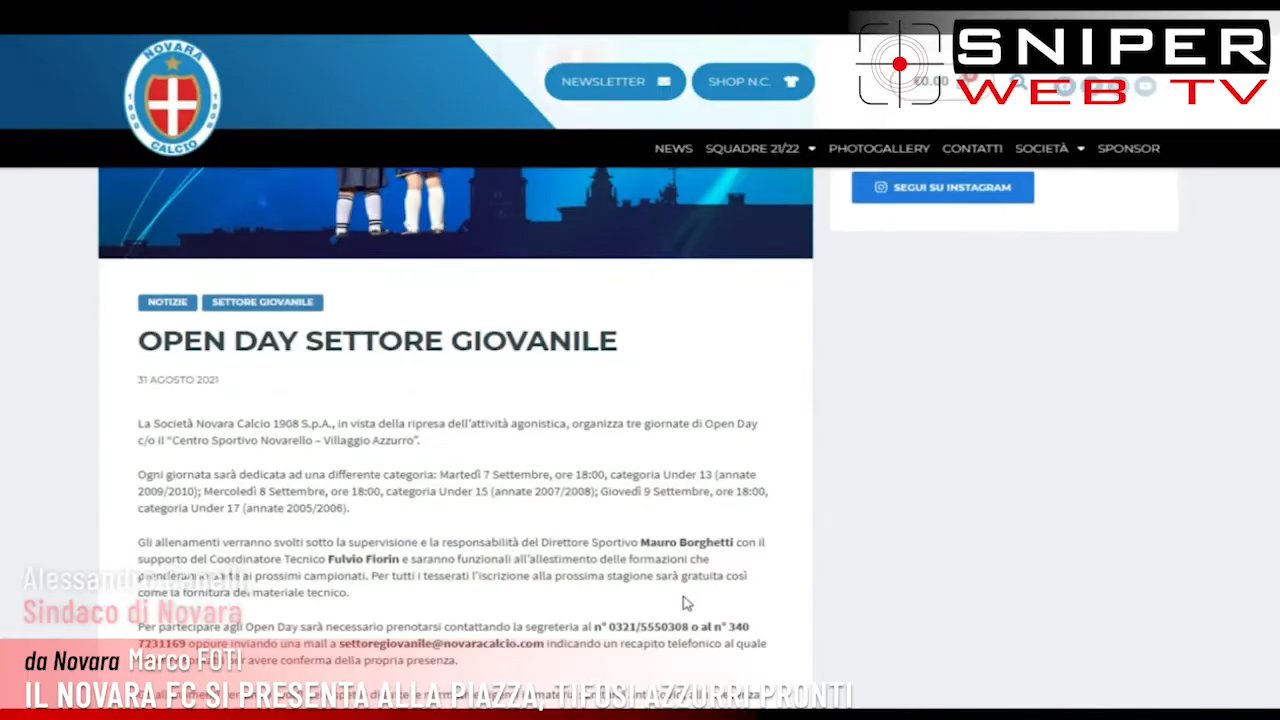 SNIPER
WEB TV
NOVARA
CALCIO
NEWSLETTER
SHOP N.C.
€0.00
NEWS SQUADRE 21/22 PHOTOGALLERY CONTATTI SOCIETÀ SPONSOR
SEGUI SU INSTAGRAM
NOTIZIE SETTORE GIOVANILE
OPEN DAY SETTORE GIOVANILE
31 AGOSTO 2021
La Società Novara Calcio 1908 S.p.A., in vista della ripresa dell'attività agonistica, organizza tre giornate di Open Day
c/o il "Centro Sportivo Novarello – Villaggio Azzurro".
Ogni giornata sarà dedicata ad una differente categoria: Martedì 7 Settembre, ore 18:00, categoria Under 13 (annate
2009/2010); Mercoledì 8 Settembre, ore 18:00, categoria Under 15 (annate 2007/2008); Giovedì 9 Settembre, ore 18:00,
categoria Under 17 (annate 2005/2006).
Gli allenamenti verranno svolti sotto la supervisione e la responsabilità del Direttore Sportivo Mauro Borghetti con il
supporto del Coordinatore Tecnico Fulvio Fiorin e saranno funzionali all'allestimento delle formazioni che
prenderanno parte ai prossimi campionati. Per tutti i tesserati l'iscrizione alla prossima stagione sarà gratuita così
come la fornitura del materiale tecnico.
Per partecipare agli Open Day sarà necessario prenotarsi contattando la segreteria al n° 0321/5550308 o al n° 340
7231169 oppure inviando una mail a settoregiovanile@novaracalcio.com indicando un recapito telefonico al quale
per avere conferma della propria presenza.
Alessandro Canelli
Sindaco di Novara
da Novara Marco FOTI
IL NOVARA FC SI PRESENTA ALLA PIAZZA, TIFOSI AZZURRI PRONTI